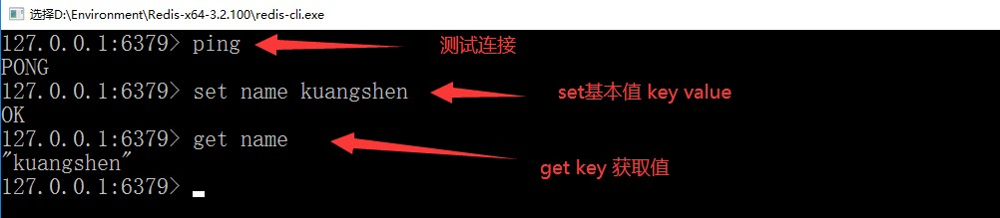 选择D:\Environment\Redis-x64-3.2.100\redis-cli.exe
127.0.0.1:6379> ping
测试连接
PONG
127.0.0.1:6379> set name kuangshen
set基本值 key value
OK
127.0.0.1:6379> get name
"kuangshen"
get key 获取值
127.0.0.1:6379>